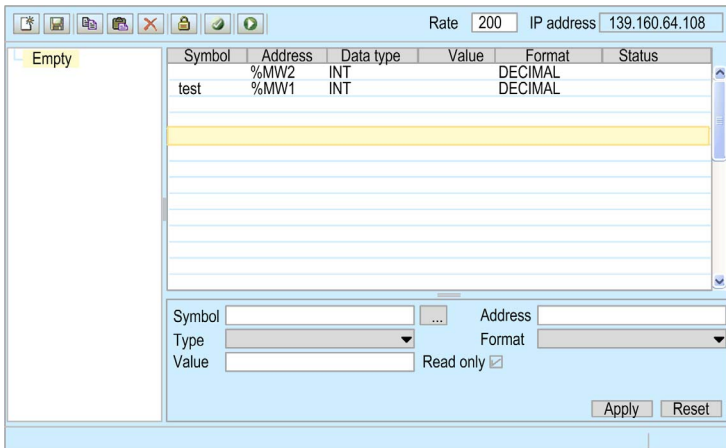 Rate 200 IP address 139.160.64.108
Empty
Symbol Address Data type Value Format Status
%MW2 INT DECIMAL
test %MW1 INT DECIMAL
Symbol ... Address
Type Format
Value Read only
Apply Reset